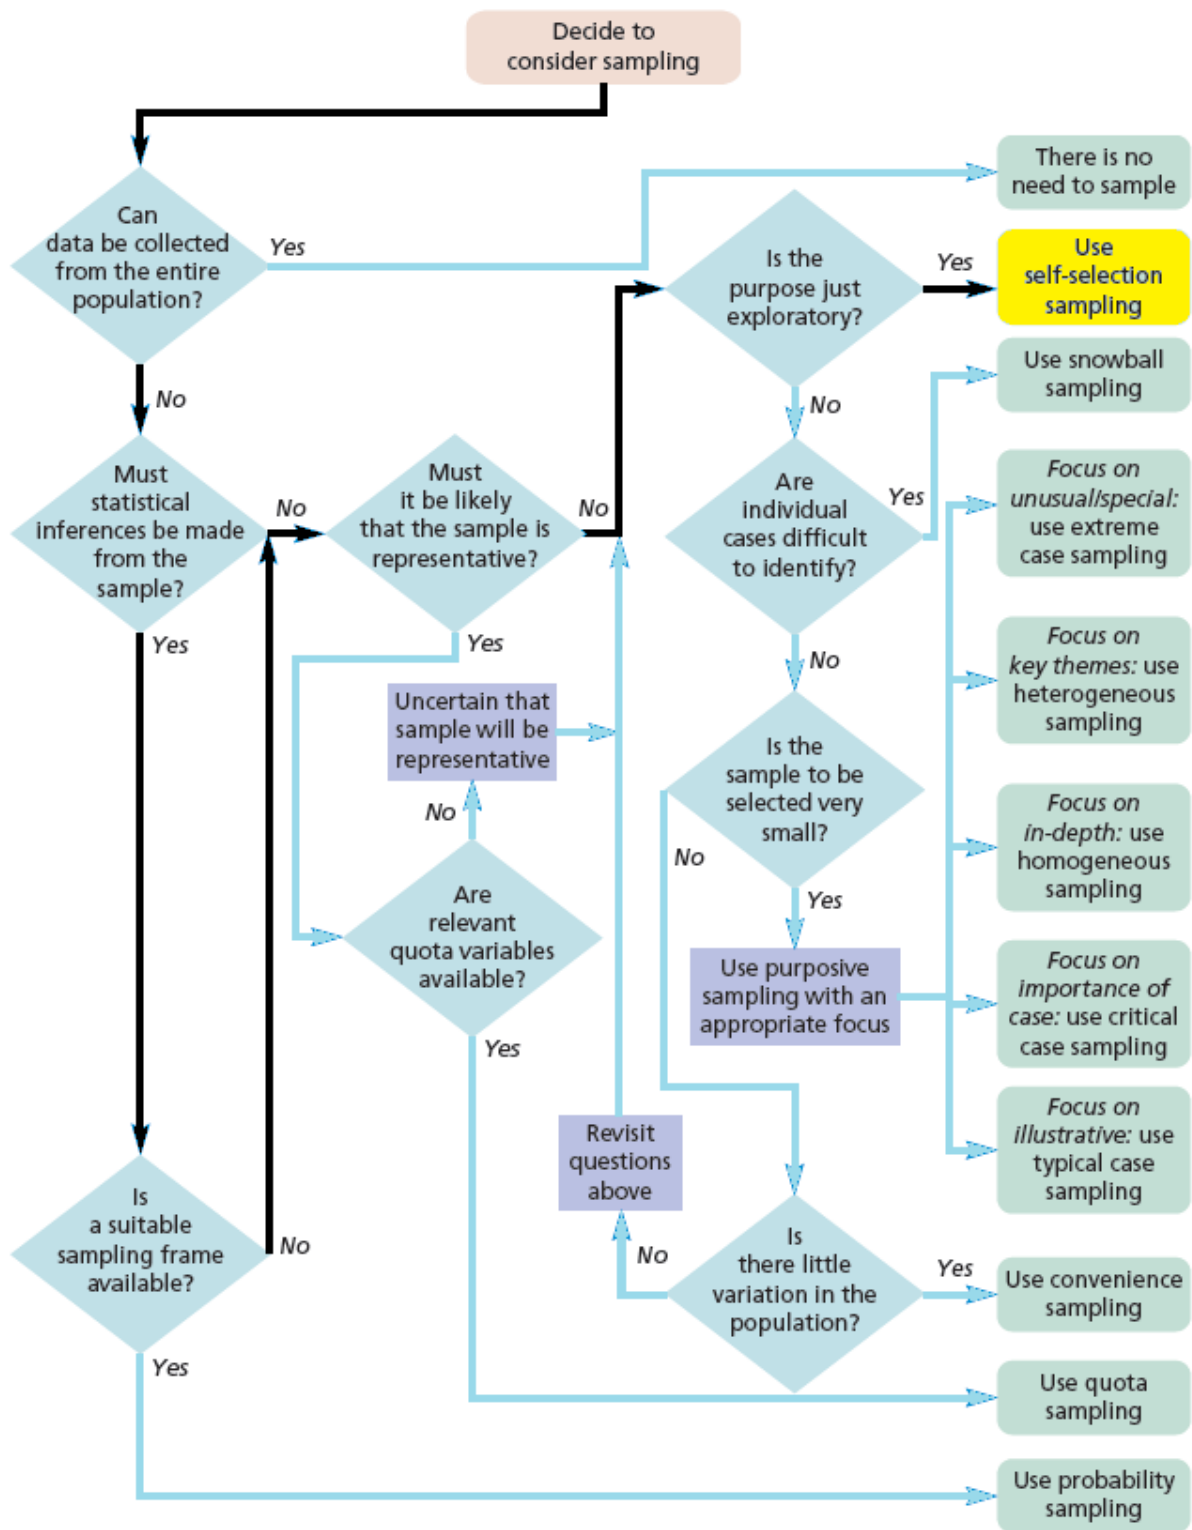 Decide to
consider sampling
There is no
need to sample
Can
data be collected
from the entire
population?
Yes
No
Is the
purpose just
exploratory?
Yes
No
Use
self-selection
sampling
Use snowball
sampling
Must
statistical
inferences be made
from the
sample?
No
Yes
Must
it be likely
that the sample is
representative?
No
Yes
Are
individual
cases difficult
to identify?
Yes
No
Focus on
unusual/special:
use extreme
case sampling
Focus on
key themes: use
heterogeneous
sampling
Uncertain that
sample will be
representative
No
Is the
sample to be
selected very
small?
No
Yes
Focus on
in-depth: use
homogeneous
sampling
Are
relevant
quota variables
available?
Yes
Use purposive
sampling with an
appropriate focus
Focus on
importance of
case: use critical
case sampling
Focus on
illustrative: use
typical case
sampling
Revisit
questions
above
Is
a suitable
sampling frame
available?
No
Yes
Is
there little
variation in the
population?
No
Yes
Use convenience
sampling
Use quota
sampling
Use probability
sampling